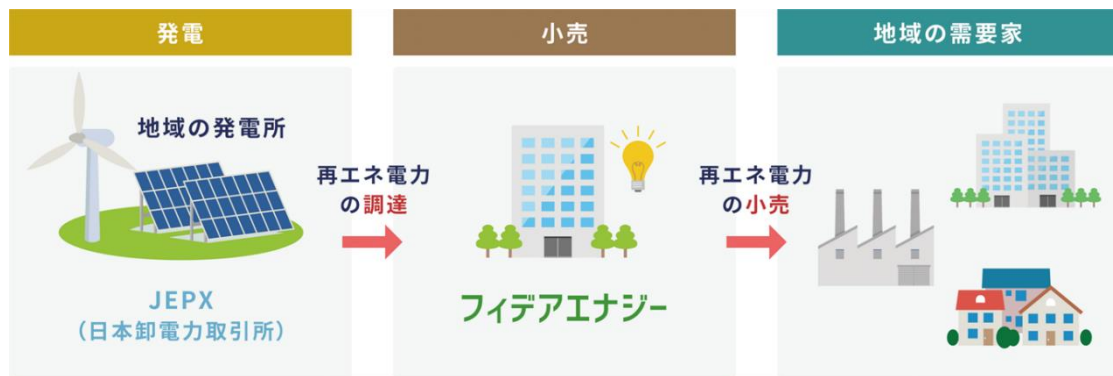 発電
小売
地域の需要家
地域の発電所
JEPX
（日本卸電力取引所）
再エネ電力
の調達
フィデアエナジー
再エネ電力
の小売